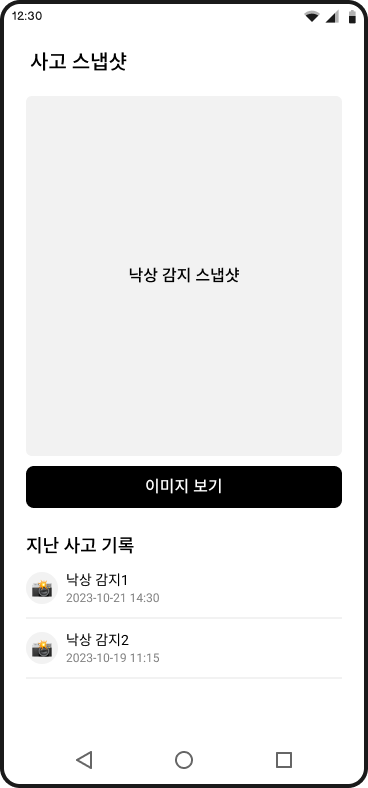 12:30
사고 스냅샷
낙상 감지 스냅샷
이미지 보기
지난 사고 기록
낙상 감지1
2023-10-21 14:30
낙상 감지2
2023-10-19 11:15